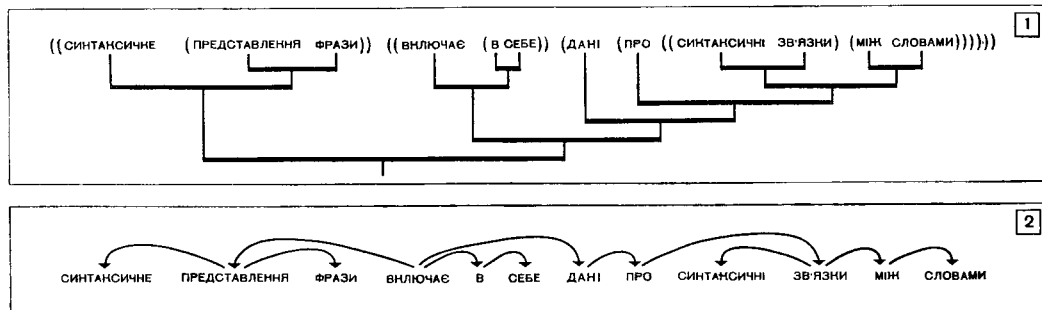 1
((СИНТАКСИЧНЕ (ПРЕДСТАВЛЕННЯ ФРАЗИ)) ((ВКЛЮЧАЄ (В СЕБЕ)) (ДАНІ (ПРО ((СИНТАКСИЧНІ ЗВ'ЯЗКИ) (МІЖ СЛОВАМИ))))))
2
СИНТАКСИЧНЕ ПРЕДСТАВЛЕННЯ ФРАЗИ ВКЛЮЧАЄ В СЕБЕ ДАНІ ПРО СИНТАКСИЧНІ ЗВ'ЯЗКИ МІЖ СЛОВАМИ